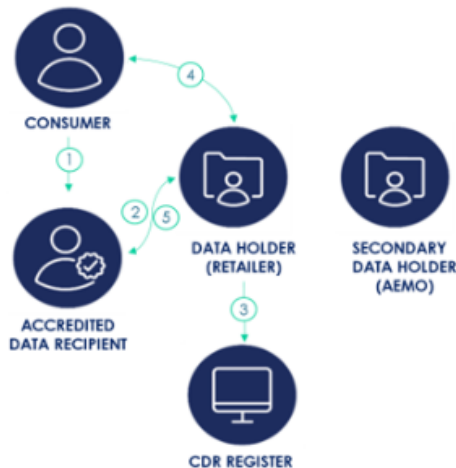 4
CONSUMER
1
2
5
DATA HOLDER
(RETAILER)
SECONDARY
DATA HOLDER
(AEMO)
3
ACCREDITED
DATA RECIPIENT
CDR REGISTER